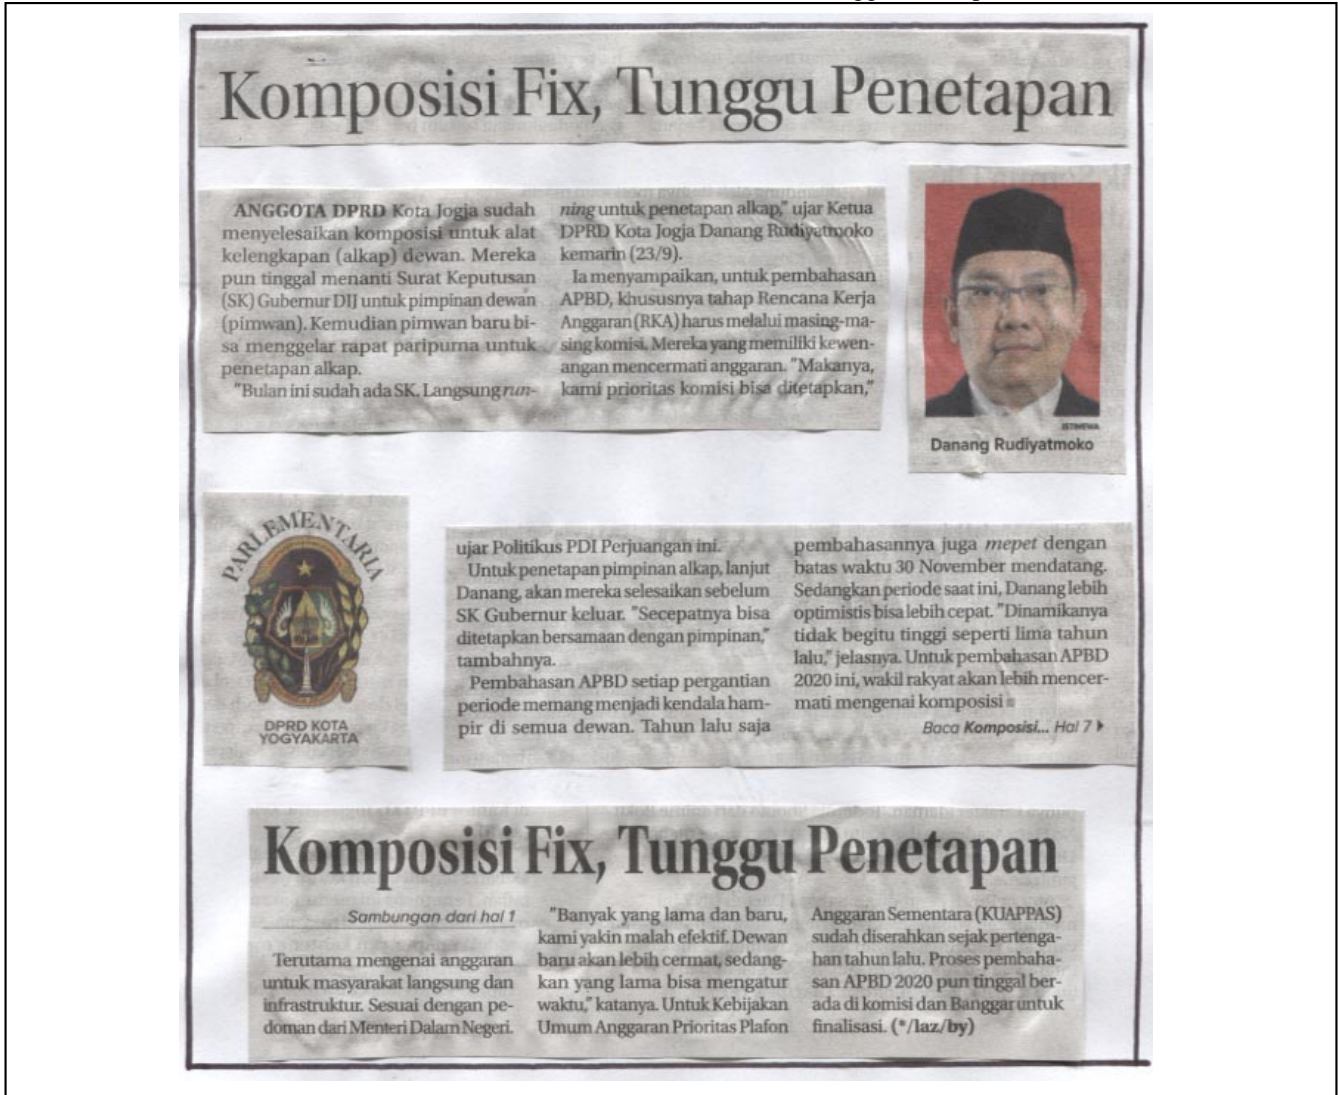 Komposisi Fix, Tunggu Penetapan
ANGGOTA DPRD Kota Jogja sudah
menyelesaikan komposisi untuk alat
kelengkapan (alkap) dewan. Mereka
pun tinggal menanti Surat Keputusan
(SK) Gubernur DIJ untuk pimpinan dewan
(pimwan). Kemudian pimwan baru bi-
sa menggelar rapat paripurna untuk
penetapan alkap.
"Bulan ini sudah ada SK. Langsung run-
ning untuk penetapan alkap," ujar Ketua
DPRD Kota Jogja Danang Rudiyatmoko
kemarin (23/9).
Ia menyampaikan, untuk pembahasan
APBD, khususnya tahap Rencana Kerja
Anggaran (RKA) harus melalui masing-ma-
sing komisi. Mereka yang memiliki kewen-
angan mencermati anggaran. "Makanya,
kami prioritas komisi bisa ditetapkan,"
ISTIMEWA
Danang Rudiyatmoko
PARLEMENTARIA
DPRD KOTA
YOGYAKARTA
ujar Politikus PDI Perjuangan ini.
Untuk penetapan pimpinan alkap, lanjut
Danang, akan mereka selesaikan sebelum
SK Gubernur keluar. "Secepatnya bisa
ditetapkan bersamaan dengan pimpinan,"
tambahnya.
Pembahasan APBD setiap pergantian
periode memang menjadi kendala ham-
pir di semua dewan. Tahun lalu saja
pembahasannya juga mepet dengan
batas waktu 30 November mendatang.
Sedangkan periode saat ini, Danang lebih
optimistis bisa lebih cepat. "Dinamikanya
tidak begitu tinggi seperti lima tahun
lalu," jelasnya. Untuk pembahasan APBD
2020 ini, wakil rakyat akan lebih mencer-
mati mengenai komposisi
Baca Komposisi... Hal 7
Komposisi Fix, Tunggu Penetapan
Sambungan dari hal 1
Terutama mengenai anggaran
untuk masyarakat langsung dan
infrastruktur. Sesuai dengan pe-
doman dari Menteri Dalam Negeri.
"Banyak yang lama dan baru,
kami yakin malah efektif. Dewan
baru akan lebih cermat, sedang-
kan yang lama bisa mengatur
waktu," katanya. Untuk Kebijakan
Umum Anggaran Prioritas Plafon
Anggaran Sementara (KUAPPAS)
sudah diserahkan sejak pertenga-
han tahun lalu. Proses pembaha-
san APBD 2020 pun tinggal ber-
ada di komisi dan Banggar untuk
finalisasi. (*/laz/by)